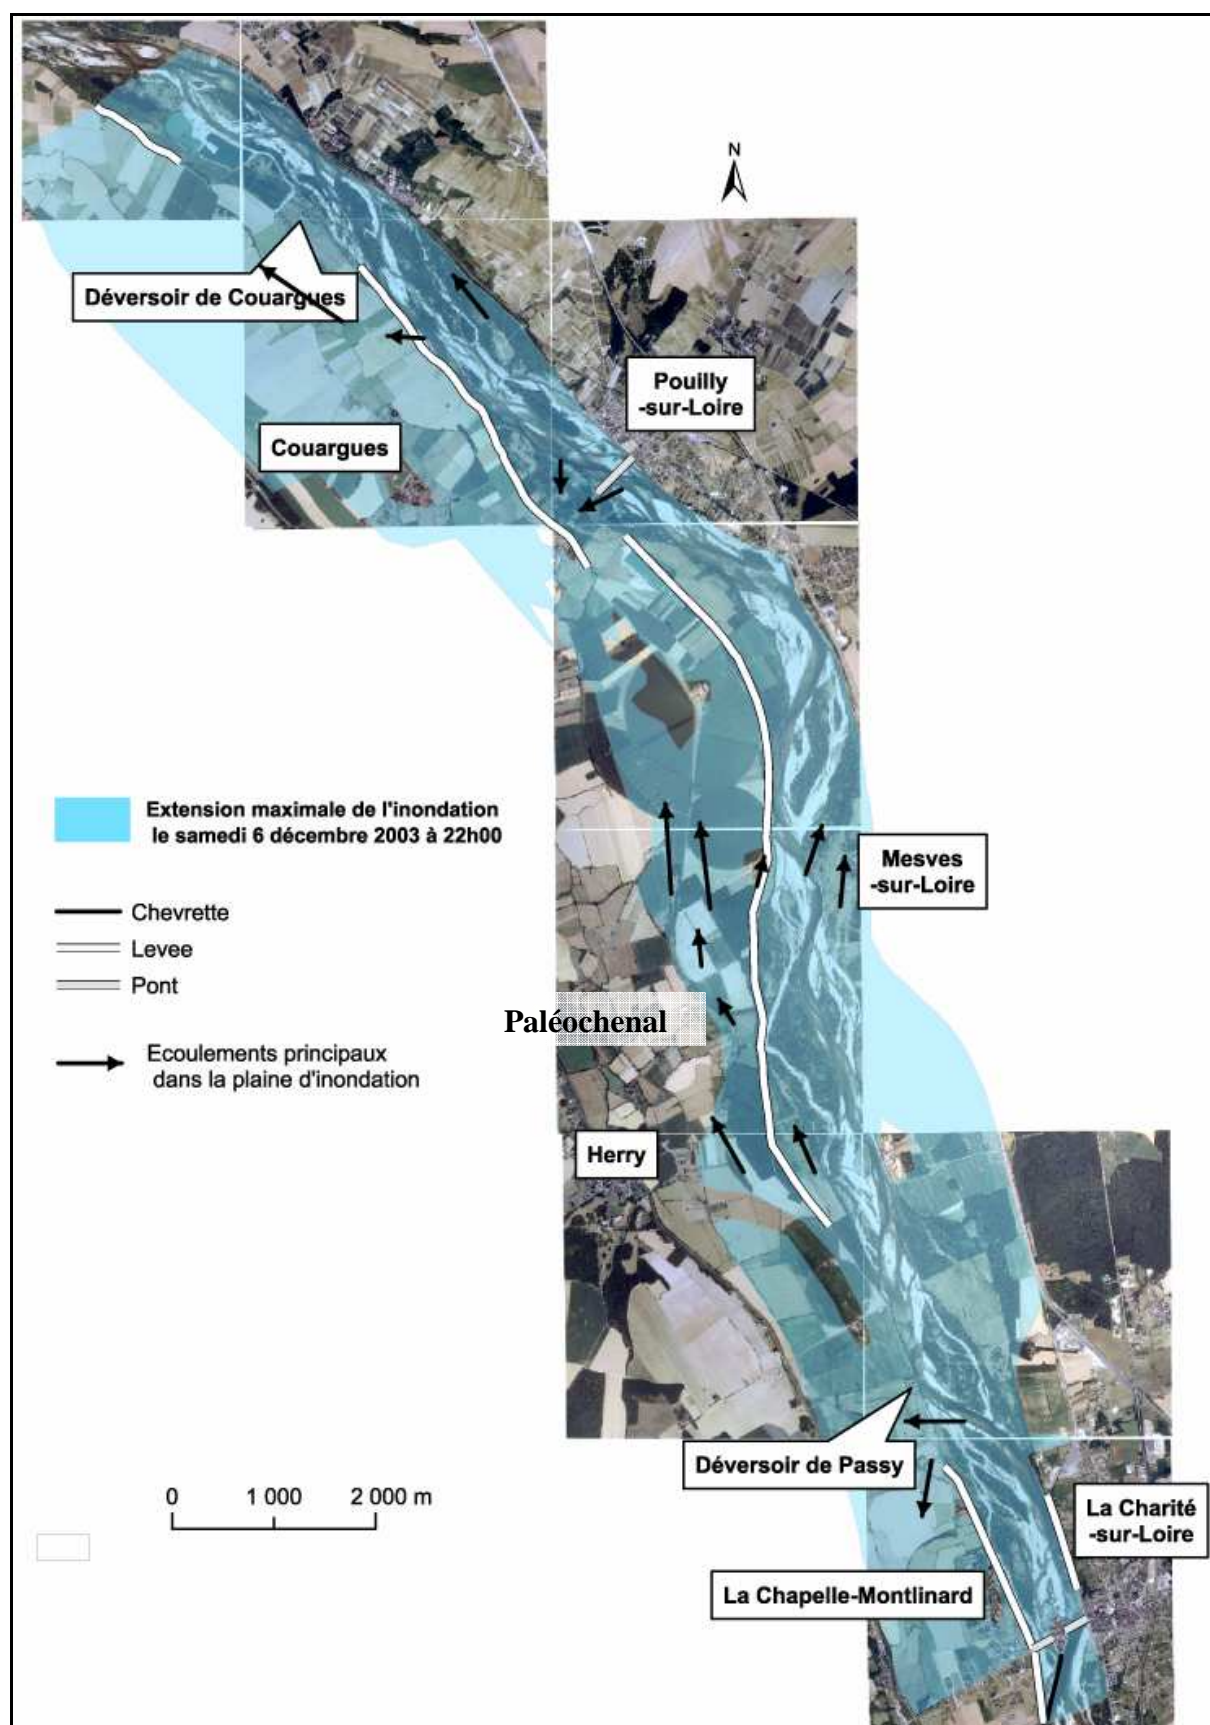 N
Déversoir de Couargues
Pouilly
-sur-Loire
Couargues
Extension maximale de l'inondation
le samedi 6 décembre 2003 à 22h00
Mesves
-sur-Loire
Chevrette
Levee
Pont
Paléochenal
Ecoulements principaux
dans la plaine d'inondation
Herry
Déversoir de Passy
0 1 000 2 000 m
La Charité
-sur-Loire
La Chapelle-Montlinard